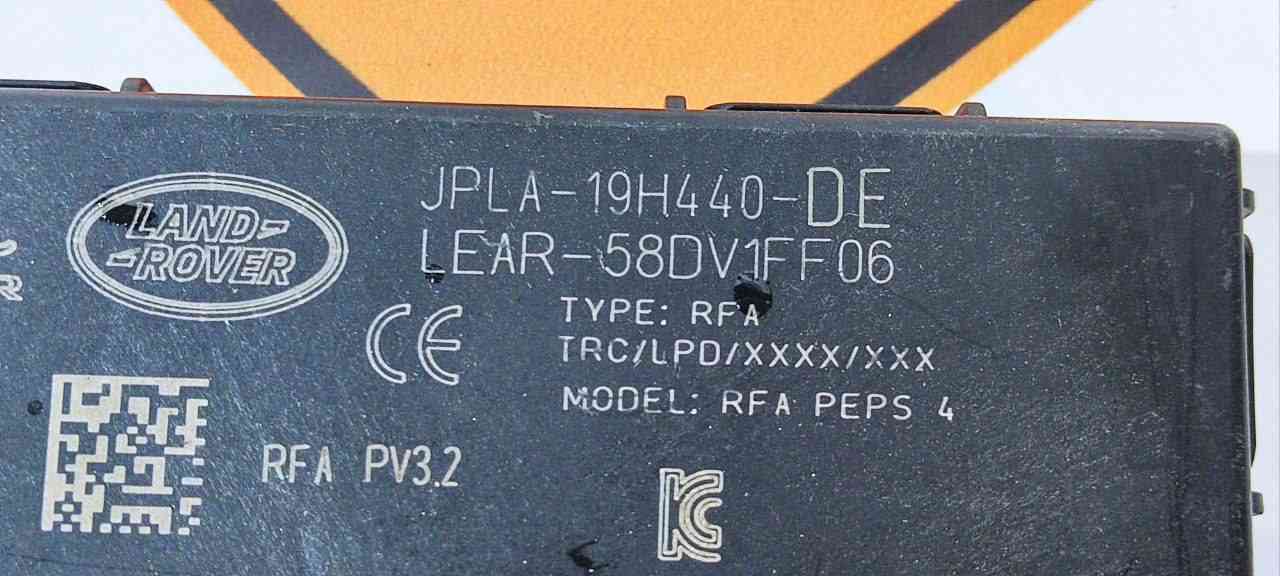 LAND-
-ROVER
JPLA-19H440-DE
LEAR-58DV1FF06
TYPE: RFA
TRC/LPD/XXXX/XXX
MODEL: RFA PEPS 4
CE
RFA PV3.2
KC